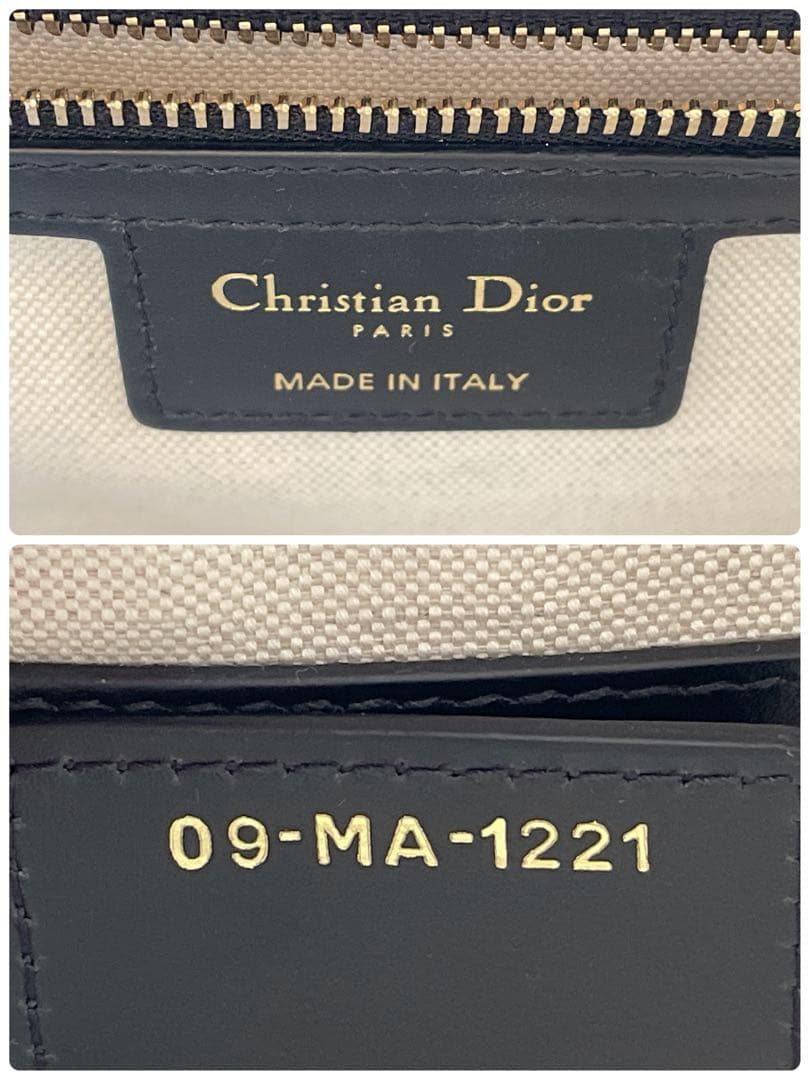 Christian Dior
PARIS
MADE IN ITALY
09-MA-1221